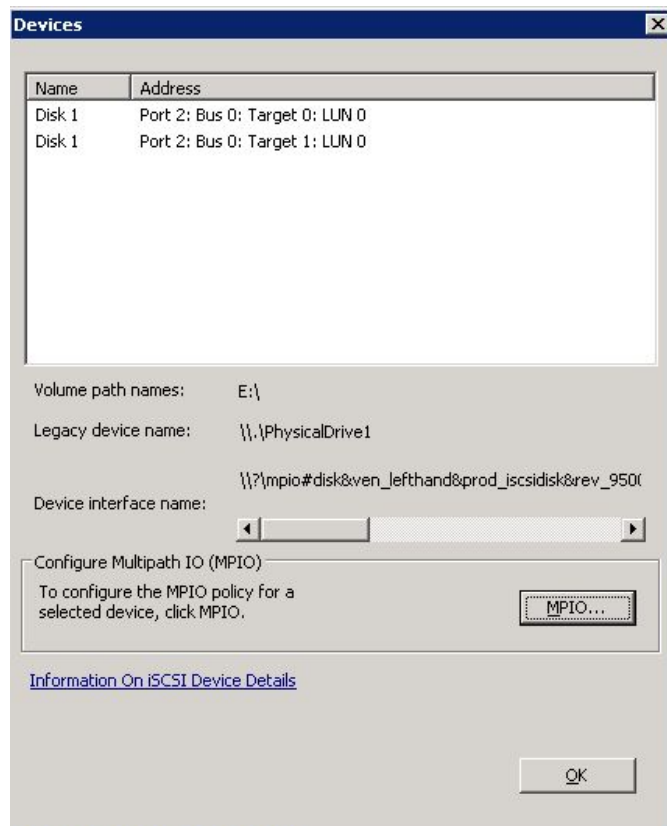 Devices
Name Address
Disk 1 Port 2: Bus 0: Target 0: LUN 0
Disk 1 Port 2: Bus 0: Target 1: LUN 0
Volume path names: E:\
Legacy device name: \\.\PhysicalDrive1
\\?\mpio#disk&ven_lefthand&prod_iscsidisk&rev_9500
Device interface name:
Configure Multipath IO (MPIO)
To configure the MPIO policy for a
selected device, click MPIO.
MPIO...
Information On iSCSI Device Details
OK